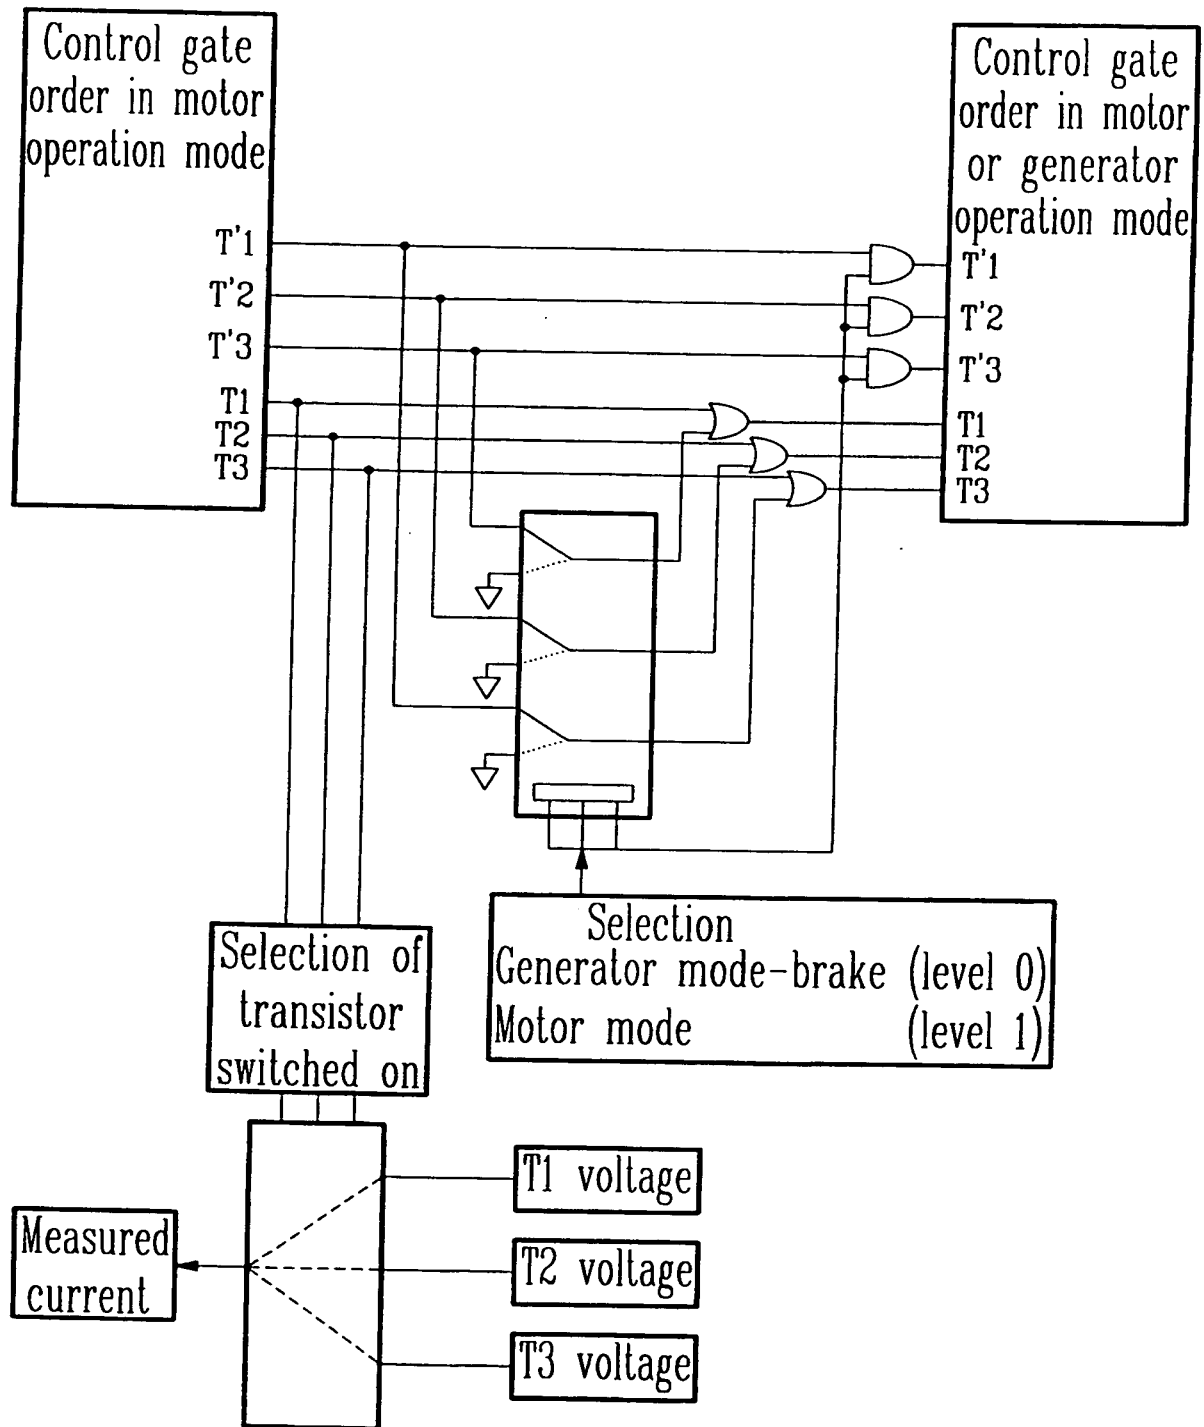 Control gate
order in motor
operation mode
T'1
T'2
T'3
T1
T2
T3
Control gate
order in motor
or generator
operation mode
T'1
T'2
T'3
T1
T2
T3
Selection
Generator mode-brake (level 0)
Motor mode (level 1)
Selection of
transistor
switched on
T1 voltage
T2 voltage
T3 voltage
Measured
current